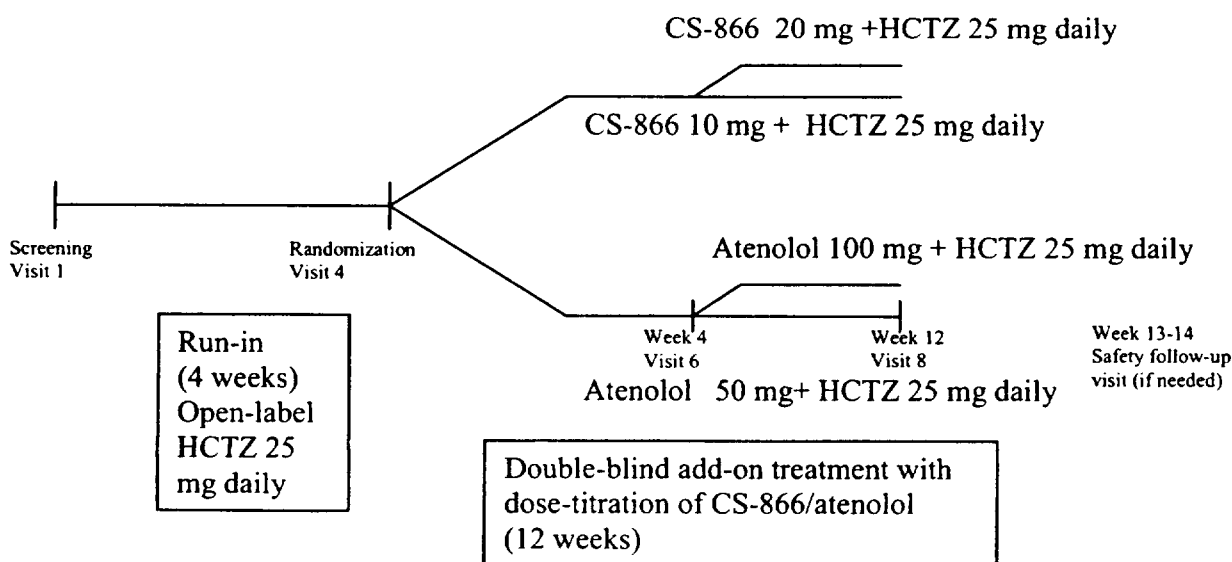 CS-866 20 mg +HCTZ 25 mg daily
CS-866 10 mg + HCTZ 25 mg daily
Screening
Visit 1
Randomization
Visit 4
Atenolol 100 mg + HCTZ 25 mg daily
Week 4
Visit 6
Week 12
Visit 8
Week 13-14
Safety follow-up
visit (if needed)
Atenolol 50 mg+ HCTZ 25 mg daily
Run-in
(4 weeks)
Open-label
HCTZ 25
mg daily
Double-blind add-on treatment with
dose-titration of CS-866/atenolol
(12 weeks)